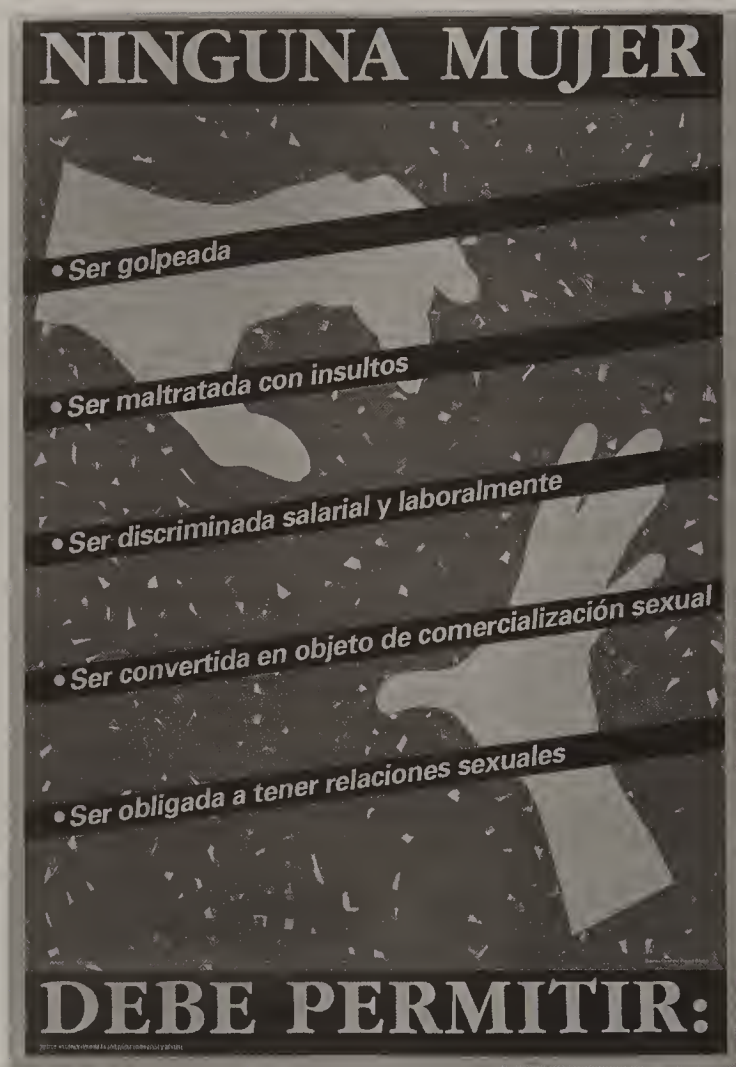 NINGUNA MUJER
• Ser golpeada
• Ser maltratada con insultos
• Ser discriminada salarial y laboralmente
• Ser convertida en objeto de comercialización sexual
• Ser obligada a tener relaciones sexuales
DEBE PERMITIR: